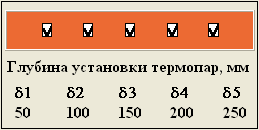 Глубина установки термопар, мм
δ1 δ2 δ3 δ4 δ5
50 100 150 200 250